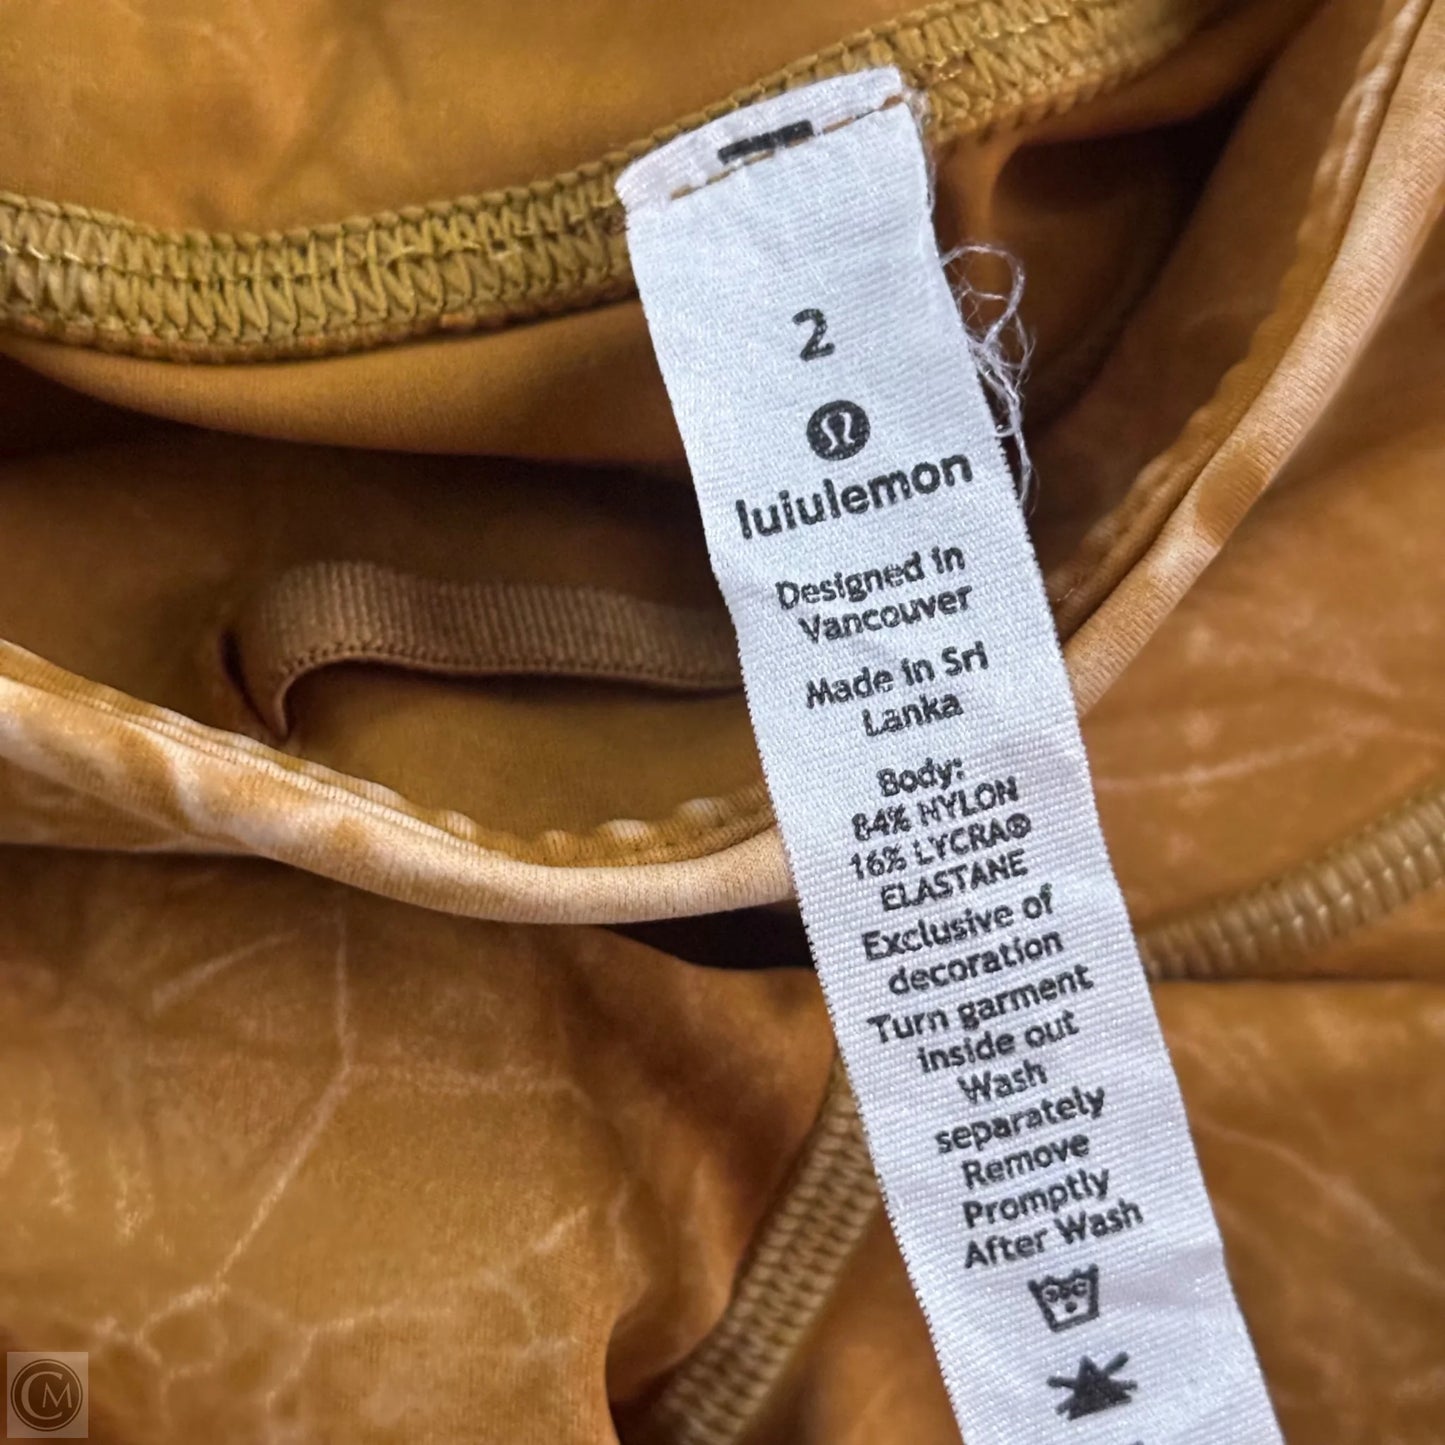 2
lululemon
Designed in
Vancouver
Made in Sri
Lanka
Body:
84% NYLON
16% LYCRA®
ELASTANE
Exclusive of
decoration
Turn garment
inside out
Wash
separately
Remove
Promptly
After Wash
CM